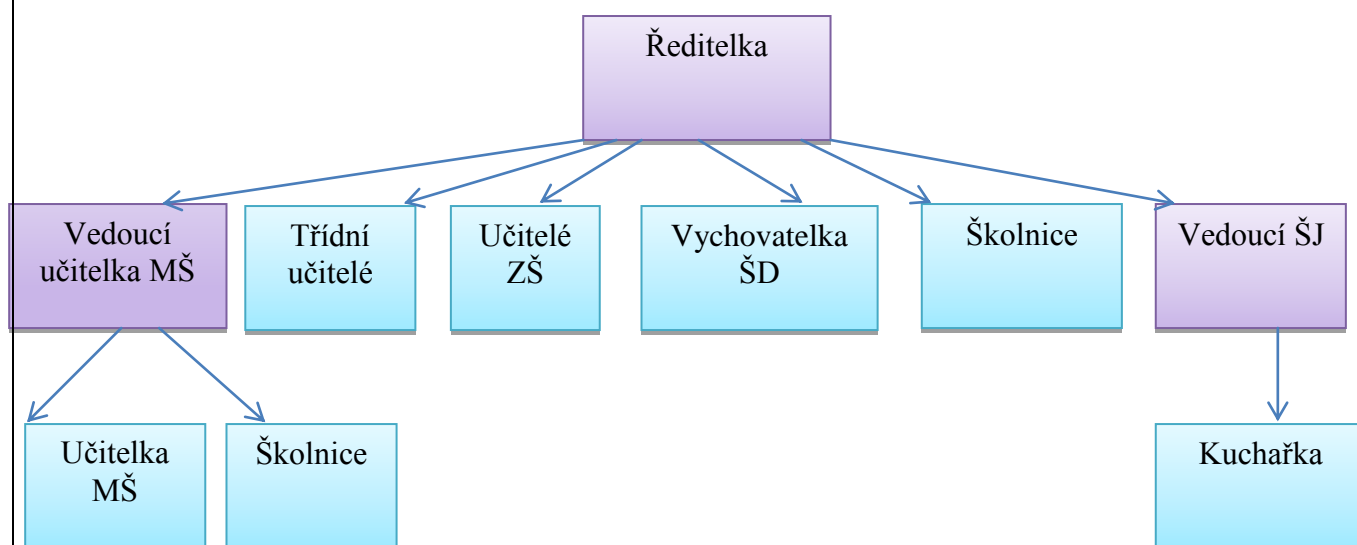 Ředitelka
Vedoucí
učitelka MŠ
Třídní
učitelé
Učitelé
ZŠ
Vychovatelka
ŠD
Školnice
Vedoucí ŠJ
Učitelka
MŠ
Školnice
Kuchařka